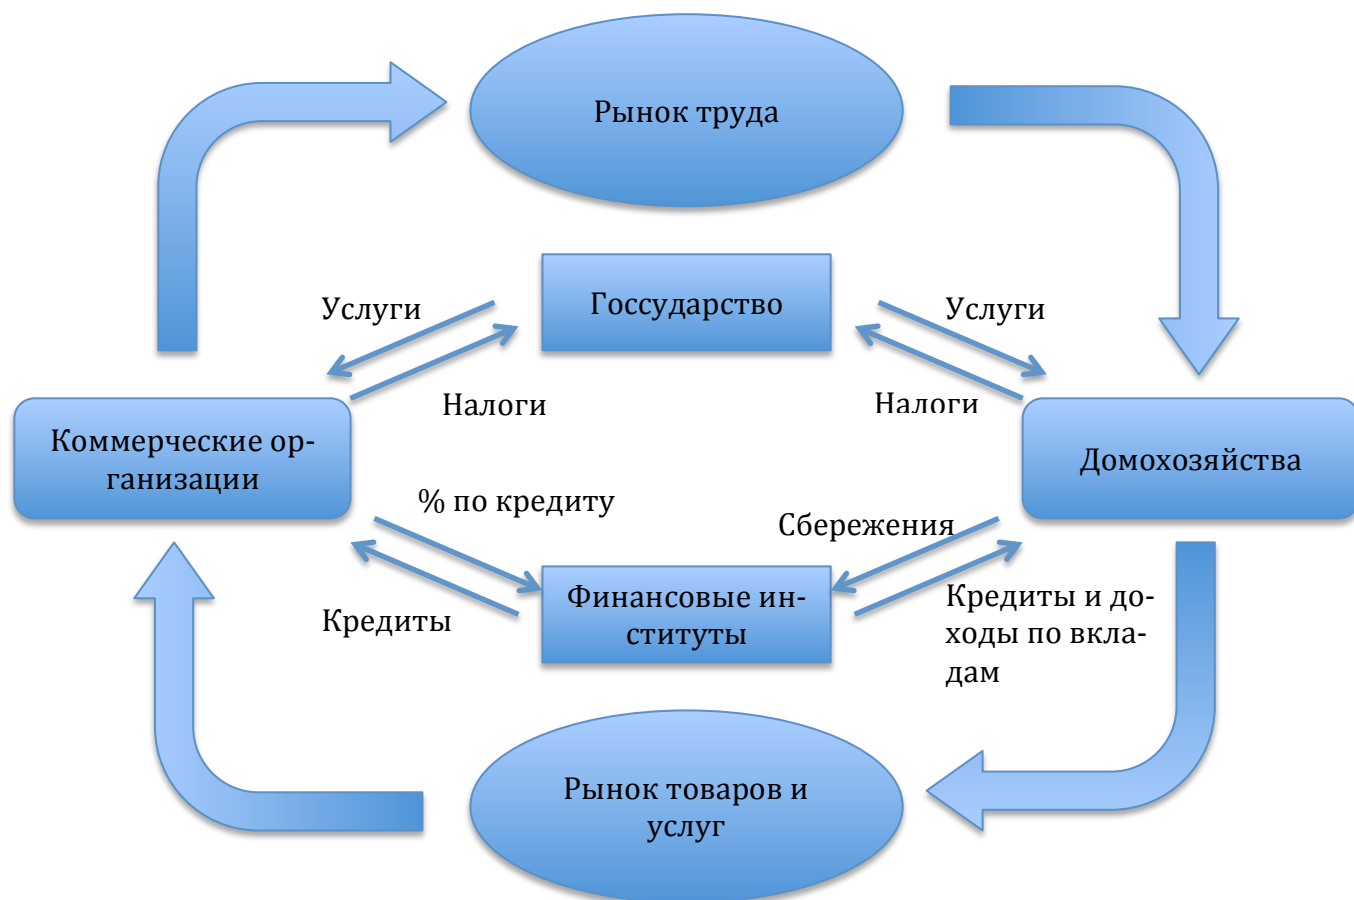 Рынок труда
Услуги
Госсударство
Услуги
Налоги
Налоги
Коммерческие ор-
ганизации
Домохозяйства
% по кредиту
Сбережения
Кредиты
Финансовые ин-
ституты
Кредиты и до-
ходы по вкла-
дам
Рынок товаров и
услуг